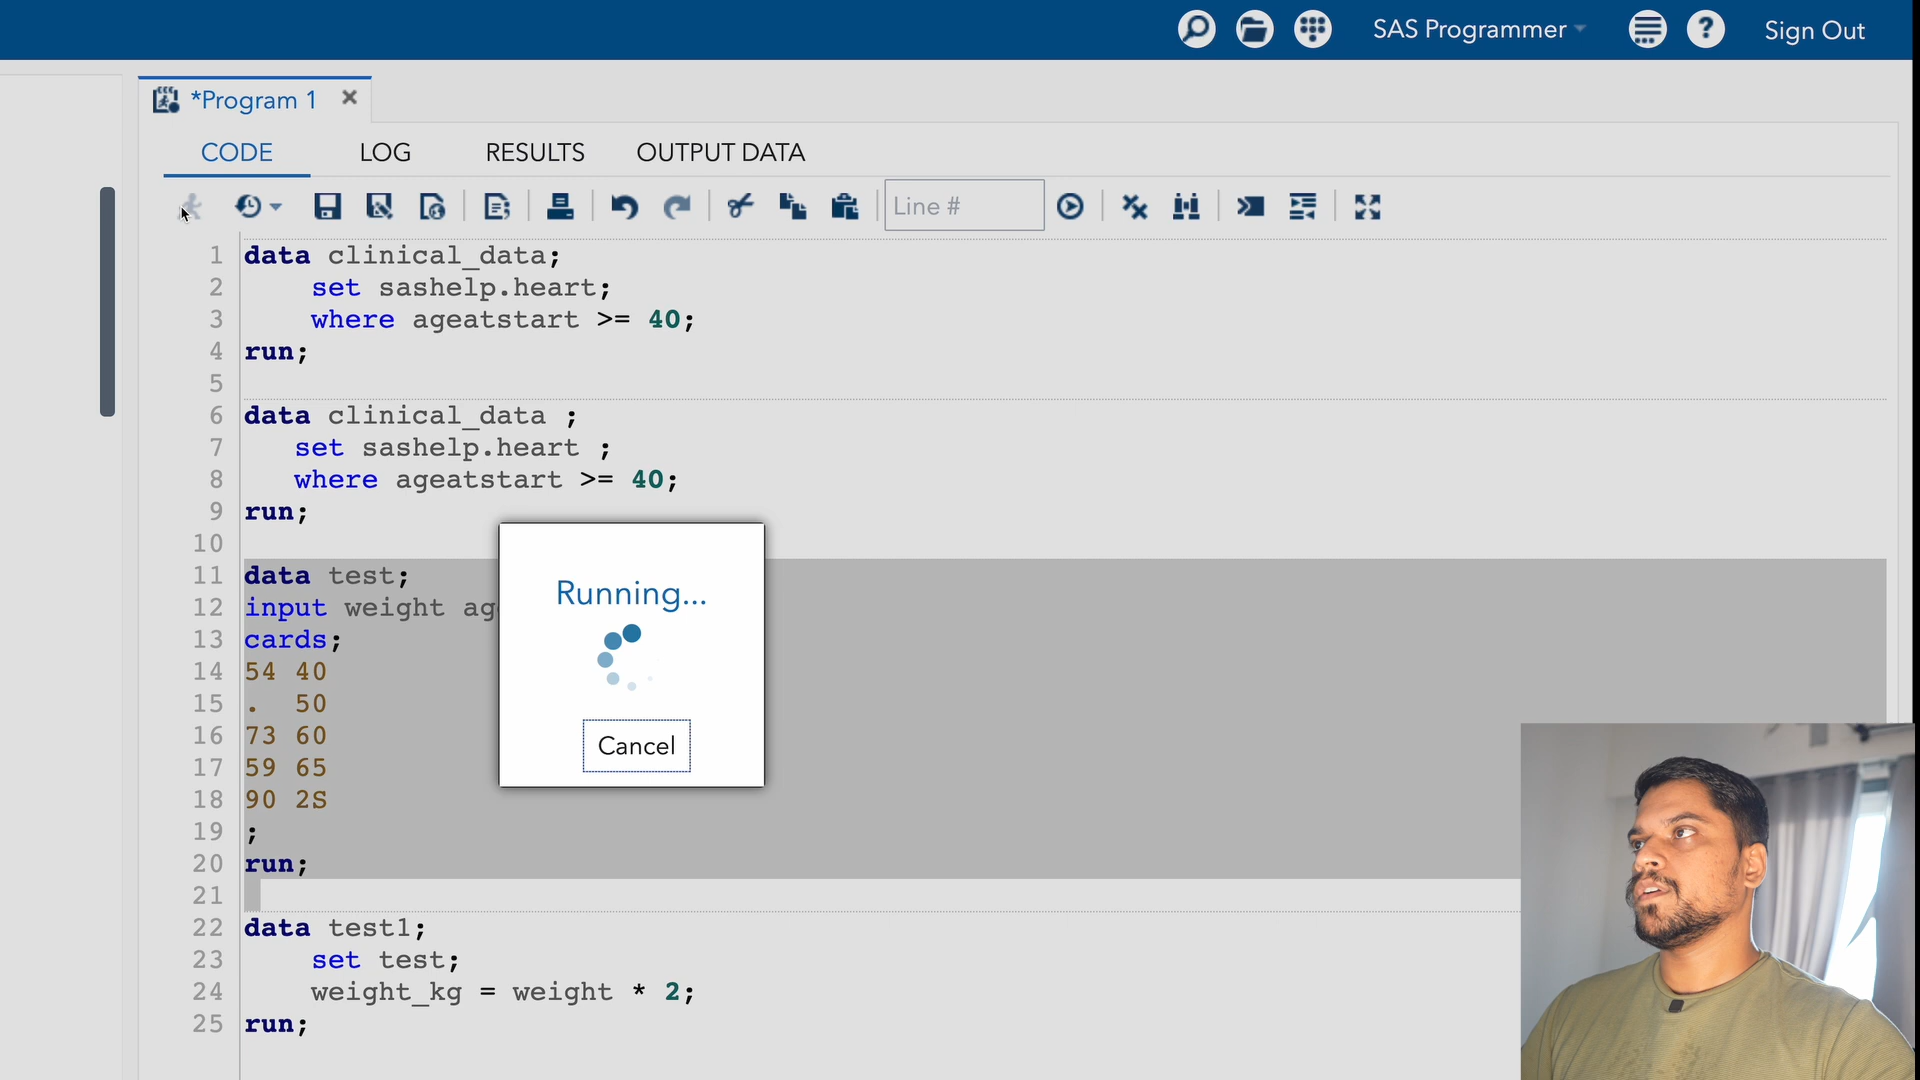 SAS Programmer
?
Sign Out
*Program 1
CODE LOG RESULTS OUTPUT DATA
Line #
1 data clinical_data;
2 set sashelp.heart;
3 where ageatstart >= 40;
4 run;
5
6 data clinical_data ;
7 set sashelp.heart ;
8 where ageatstart >= 40;
9 run;
10
11 data test;
12 input weight
13 cards;
14 54 40
15 . 50
16 73 60
17 59 65
18 90 2S
19 ;
20 run;
21
22 data test1;
23 set test;
24 weight_kg = weight * 2;
25 run;
Running...
Cancel